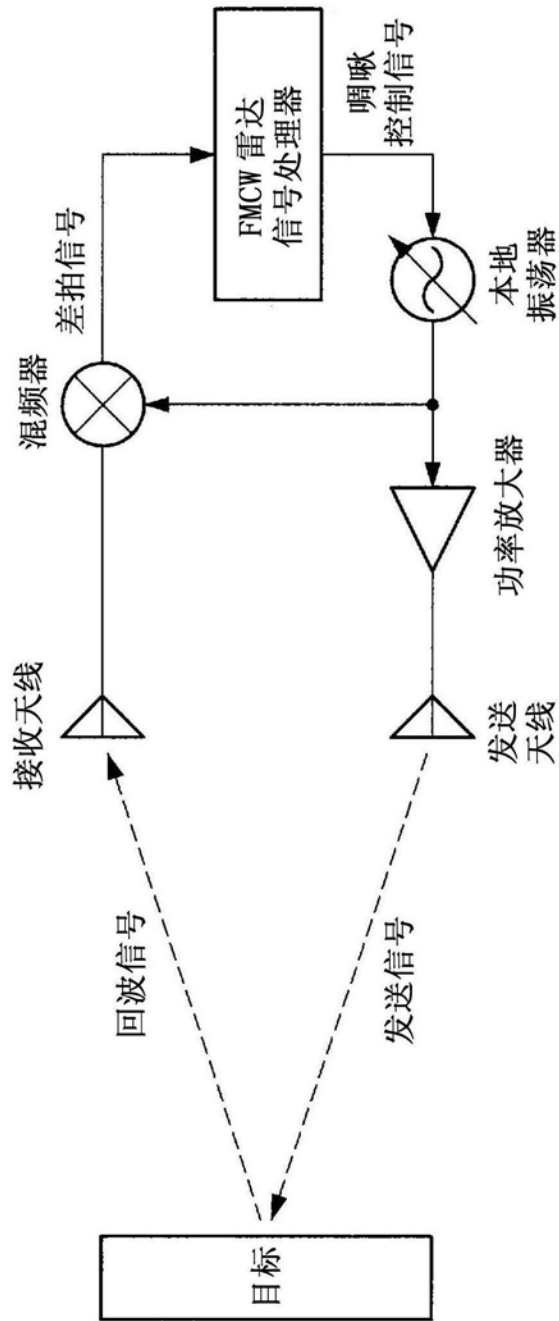 目标
回波信号
发送信号
接收天线
发送
天线
混频器
功率放大器
差拍信号
本地
振荡器
FMCW 雷达
信号处理器
啁啾
控制信号